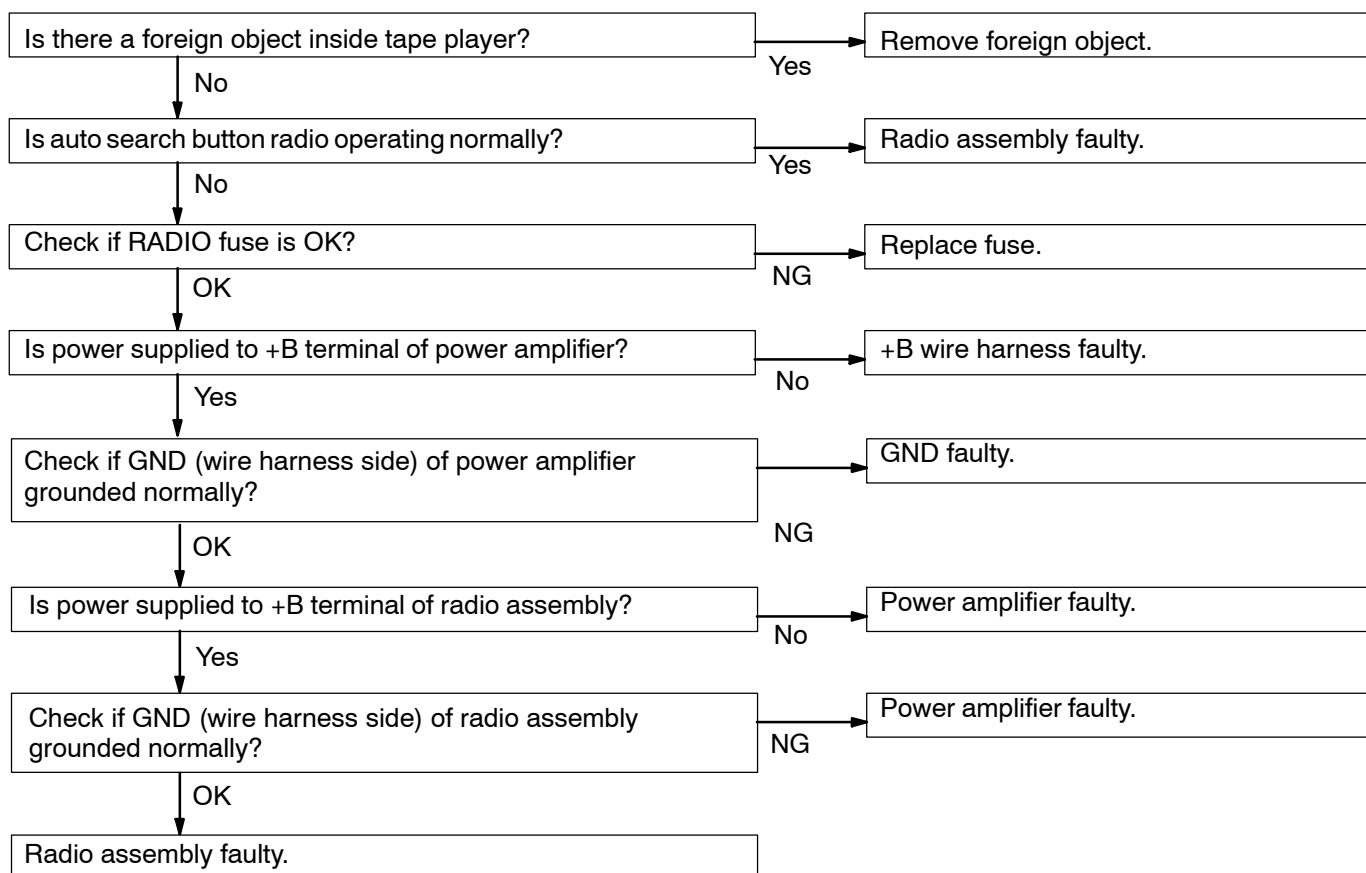 Is there a foreign object inside tape player?
Yes
Remove foreign object.
No
Is auto search button radio operating normally?
Yes
Radio assembly faulty.
No
Check if RADIO fuse is OK?
NG
Replace fuse.
OK
Is power supplied to +B terminal of power amplifier?
No
+B wire harness faulty.
Yes
Check if GND (wire harness side) of power amplifier
grounded normally?
NG
GND faulty.
OK
Is power supplied to +B terminal of radio assembly?
No
Power amplifier faulty.
Yes
Check if GND (wire harness side) of radio assembly
grounded normally?
NG
Power amplifier faulty.
OK
Radio assembly faulty.